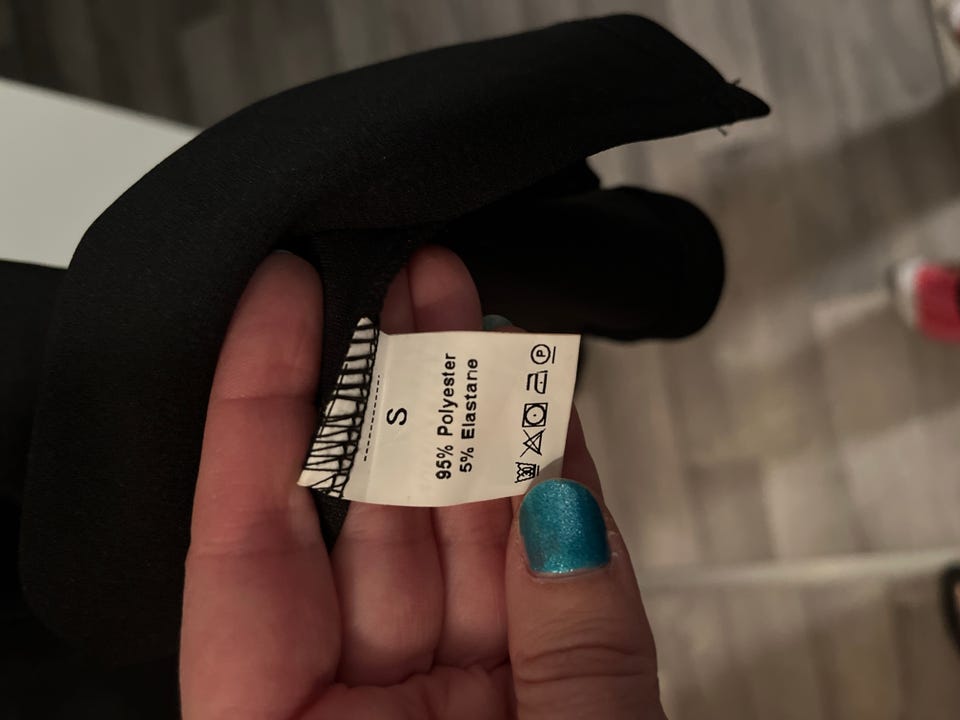 S
95% Polyester
5% Elastane
P